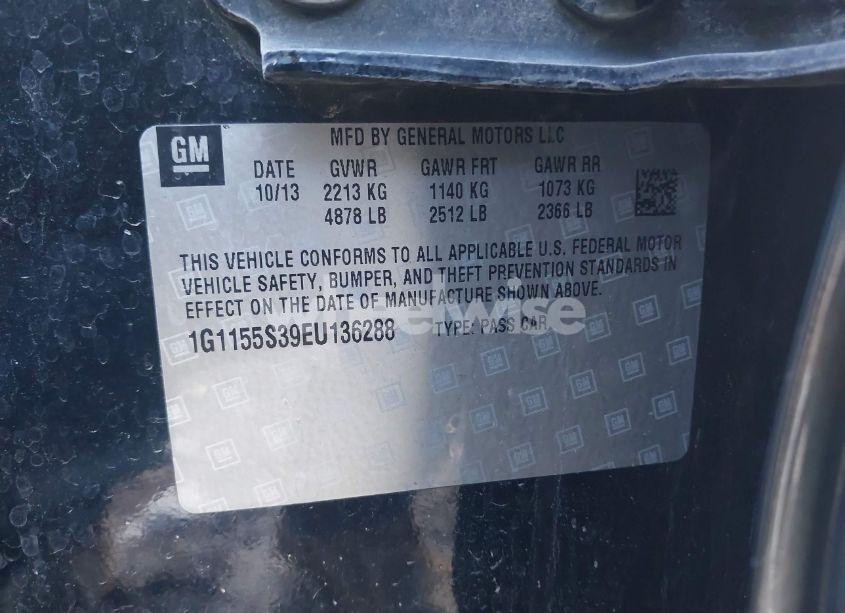 GM
MFD BY GENERAL MOTORS LLC
DATE GVWR GAWR FRT GAWR RR
10/13 2213 KG 1140 KG 1073 KG
4878 LB 2512 LB 2366 LB
THIS VEHICLE CONFORMS TO ALL APPLICABLE U.S. FEDERAL MOTOR
VEHICLE SAFETY, BUMPER, AND THEFT PREVENTION STANDARDS IN
EFFECT ON THE DATE OF MANUFACTURE SHOWN ABOVE.
1G1155S39EU136288 TYPE: PASS CAR